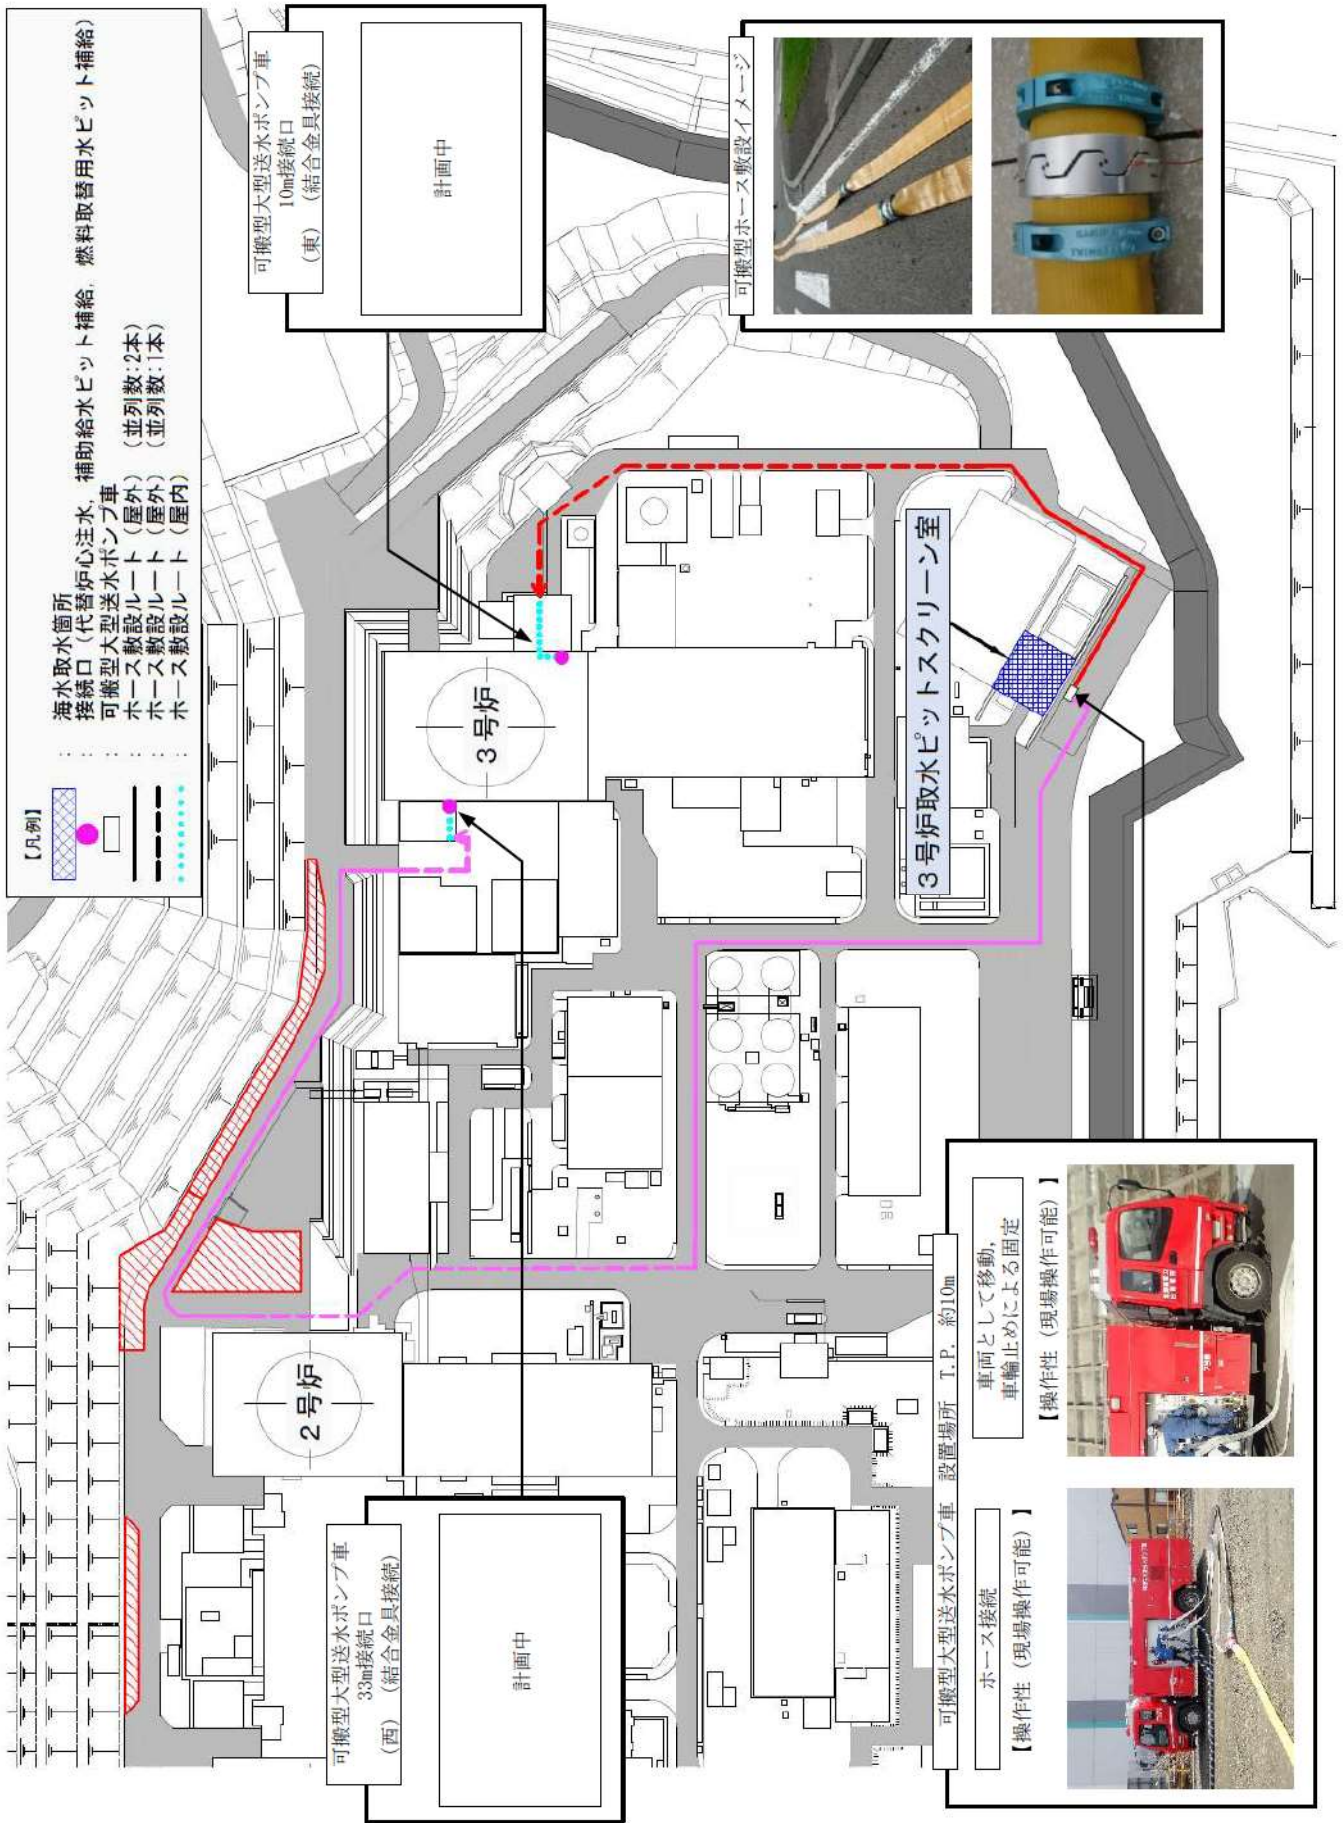 【凡例】
： 海水取水箇所
： 接続口（代替炉心注水，補助給水ピット補給，燃料取替用水ピット補給）
： 可搬型大型送水ポンプ車
： ホース敷設ルート（屋外）（並列数：2本）
： ホース敷設ルート（屋外）（並列数：1本）
： ホース敷設ルート（屋内）
可搬型大型送水ポンプ車
10m接続口
（東）（結合金具接続）
計画中
可搬型ホース敷設イメージ
3号炉
3号炉取水ピットスクリーン室
2号炉
可搬型大型送水ポンプ車
33m接続口
（西）（結合金具接続）
計画中
可搬型大型送水ポンプ車 設置場所 T.P. 約10m
ホース接続
【操作性（現場操作可能）】
車両として移動，
車輪止めによる固定
【操作性（現場操作可能）】